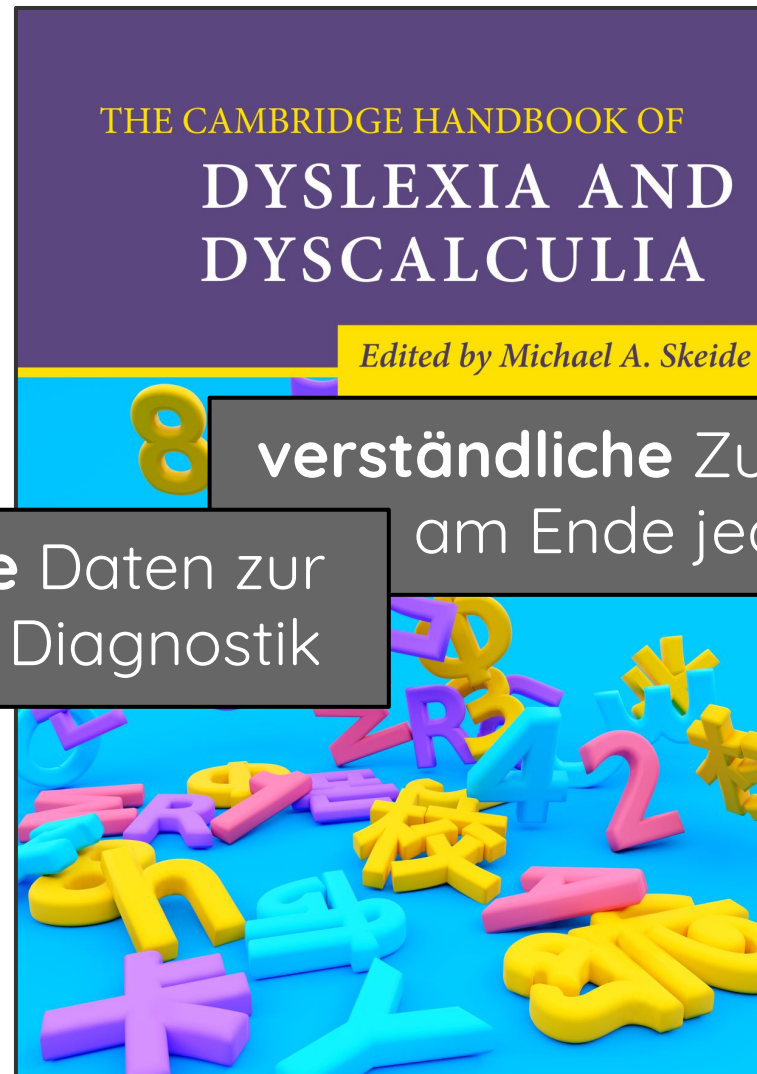 THE CAMBRIDGE HANDBOOK OF
DYSLEXIA AND
DYSCALCULIA
Edited by Michael A. Skeide
verständliche
am Ende
Daten zur
Diagnostik